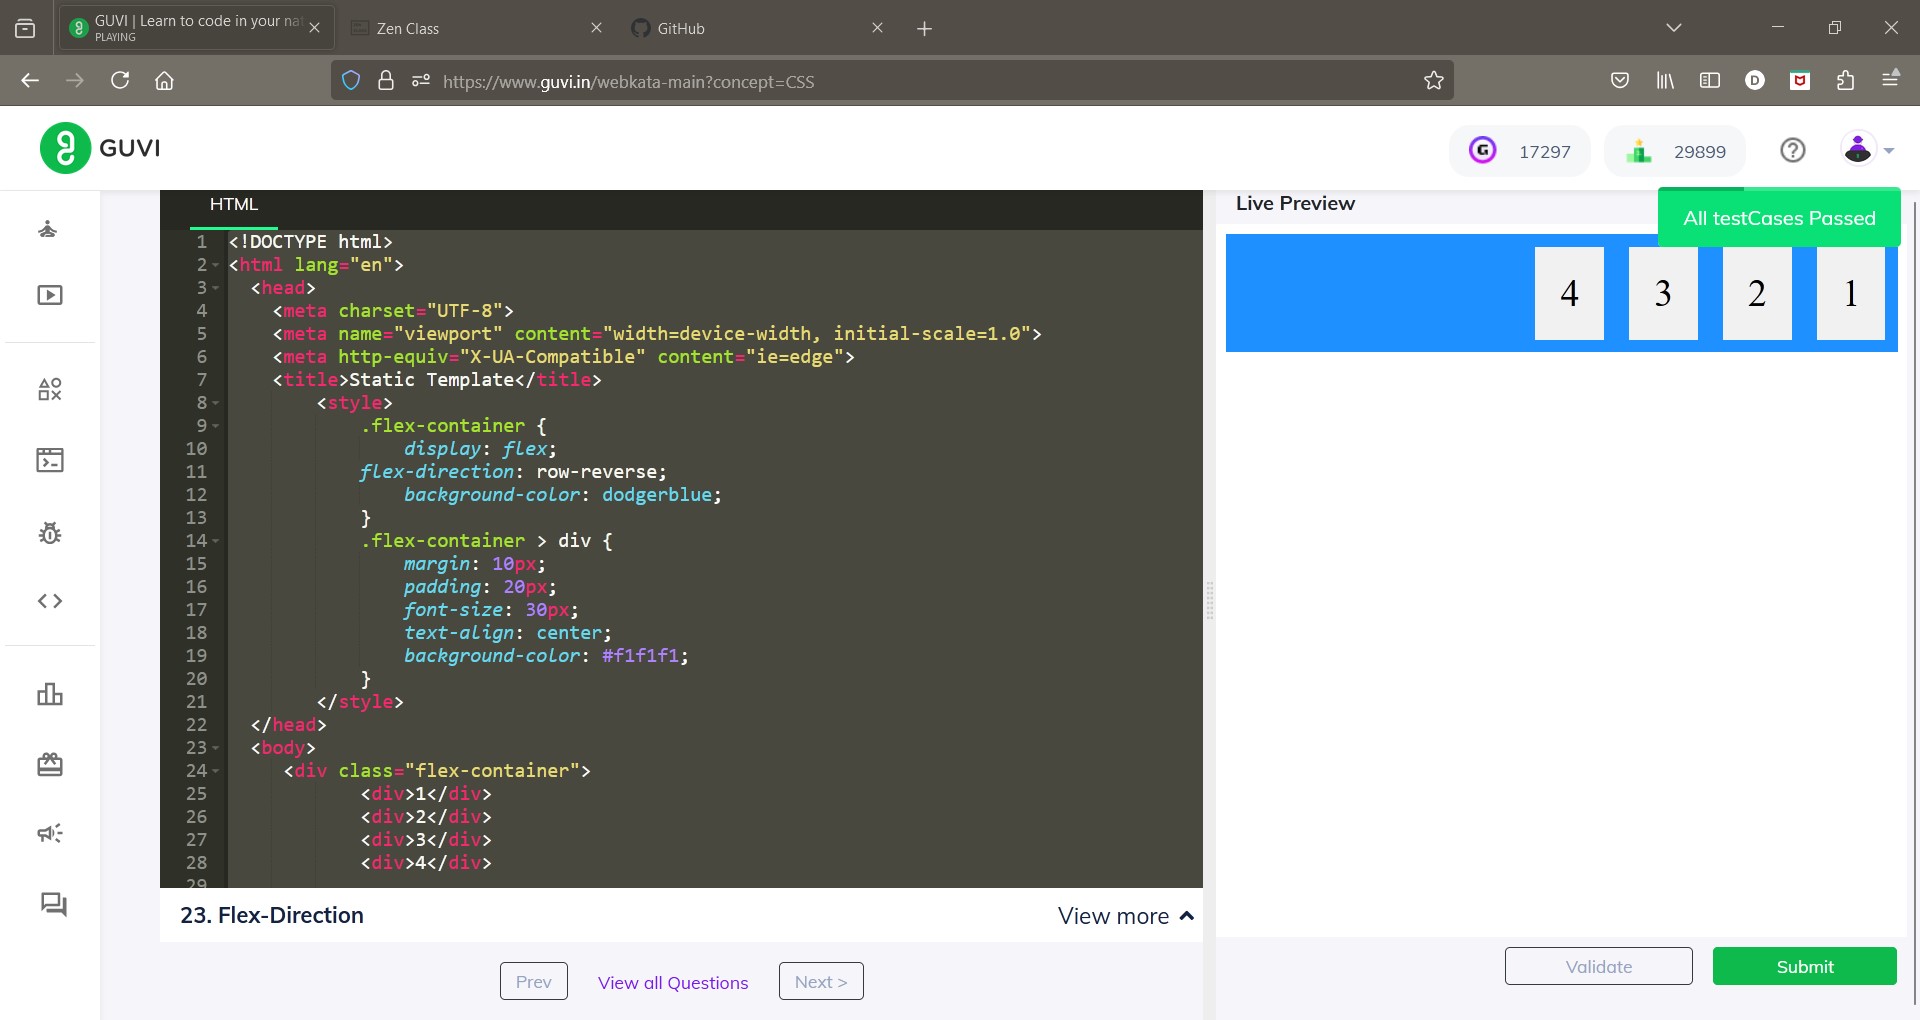 GUVI | Learn to code in your nat
PLAYING
Zen Class
GitHub
https://www.guvi.in/webkata-main?concept=CSS
D
GUVI
G 17297
29899
HTML
Live Preview
All testCases Passed
1 <!DOCTYPE html>
2 <html lang="en">
3 <head>
4 <meta charset="UTF-8">
5 <meta name="viewport" content="width=device-width, initial-scale=1.0">
6 <meta http-equiv="X-UA-Compatible" content="ie=edge">
7 <title>Static Template</title>
8 <style>
9 .flex-container {
10 display: flex;
11 flex-direction: row-reverse;
12 background-color: dodgerblue;
13 }
14 .flex-container > div {
15 margin: 10px;
16 padding: 20px;
17 font-size: 30px;
18 text-align: center;
19 background-color: #f1f1f1;
20 }
21 </style>
22 </head>
23 <body>
24 <div class="flex-container">
25 <div>1</div>
26 <div>2</div>
27 <div>3</div>
28 <div>4</div>
29
4 3 2 1
23. Flex-Direction
View more
Prev
View all Questions
Next >
Validate
Submit